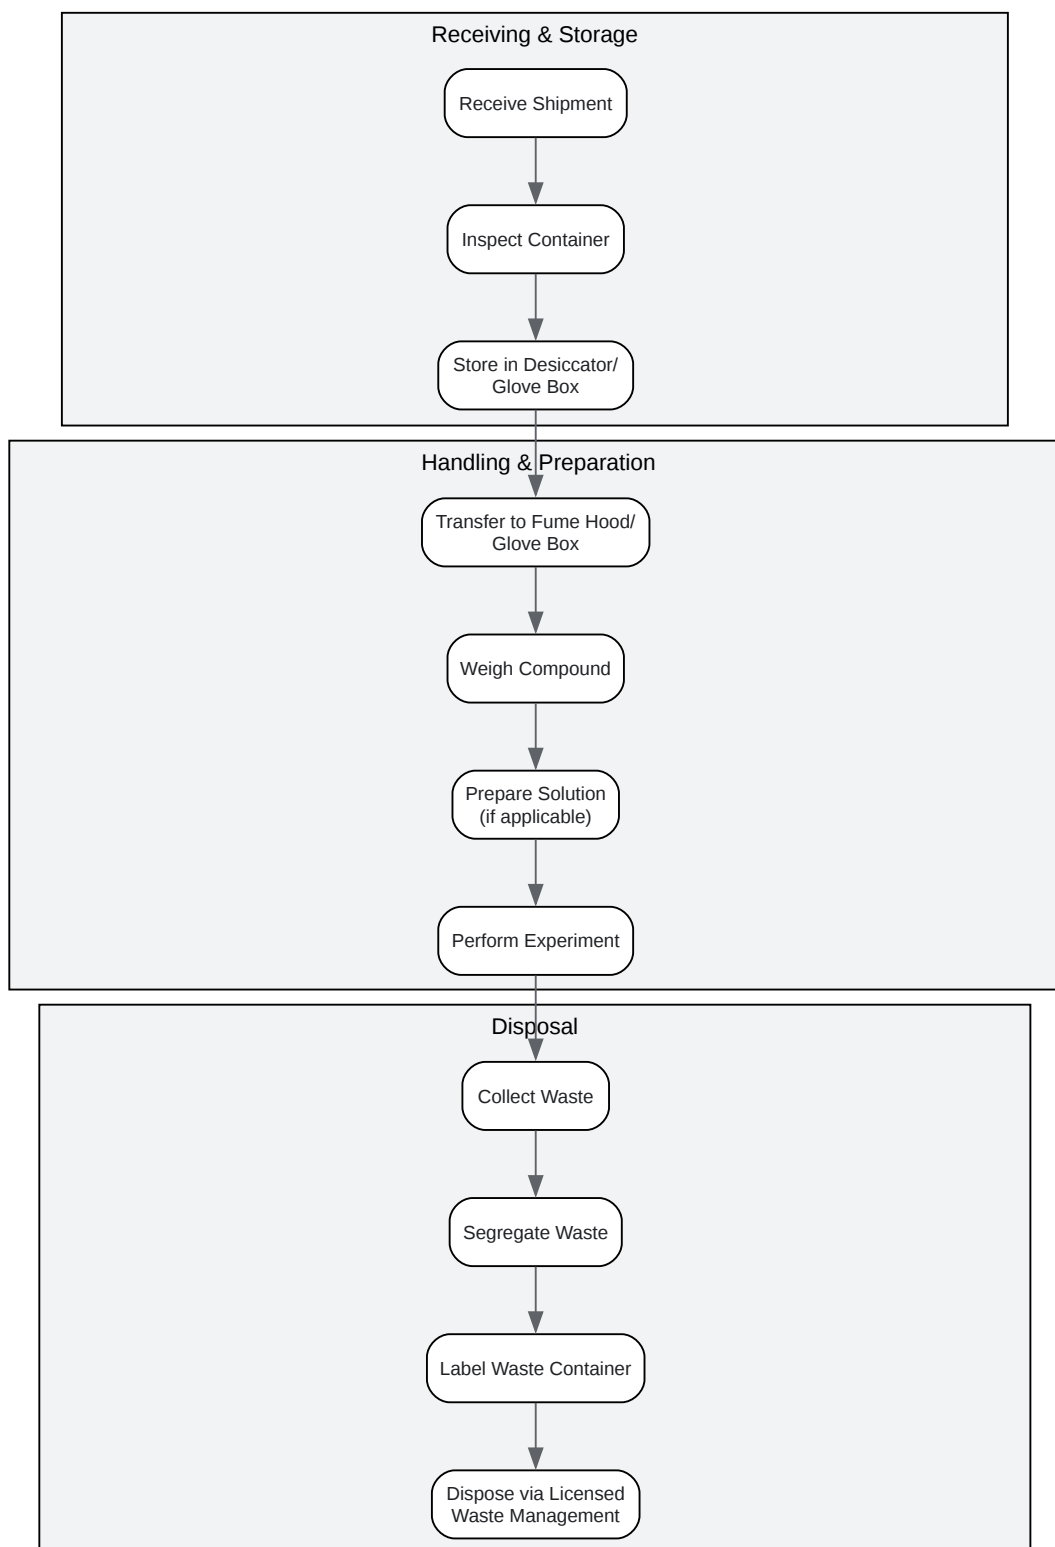 Receiving & Storage
Receive Shipment
Inspect Container
Store in Desiccator/
Glove Box
Handling & Preparation
Transfer to Fume Hood/
Glove Box
Weigh Compound
Prepare Solution
(if applicable)
Perform Experiment
Disposal
Collect Waste
Segregate Waste
Label Waste Container
Dispose via Licensed
Waste Management